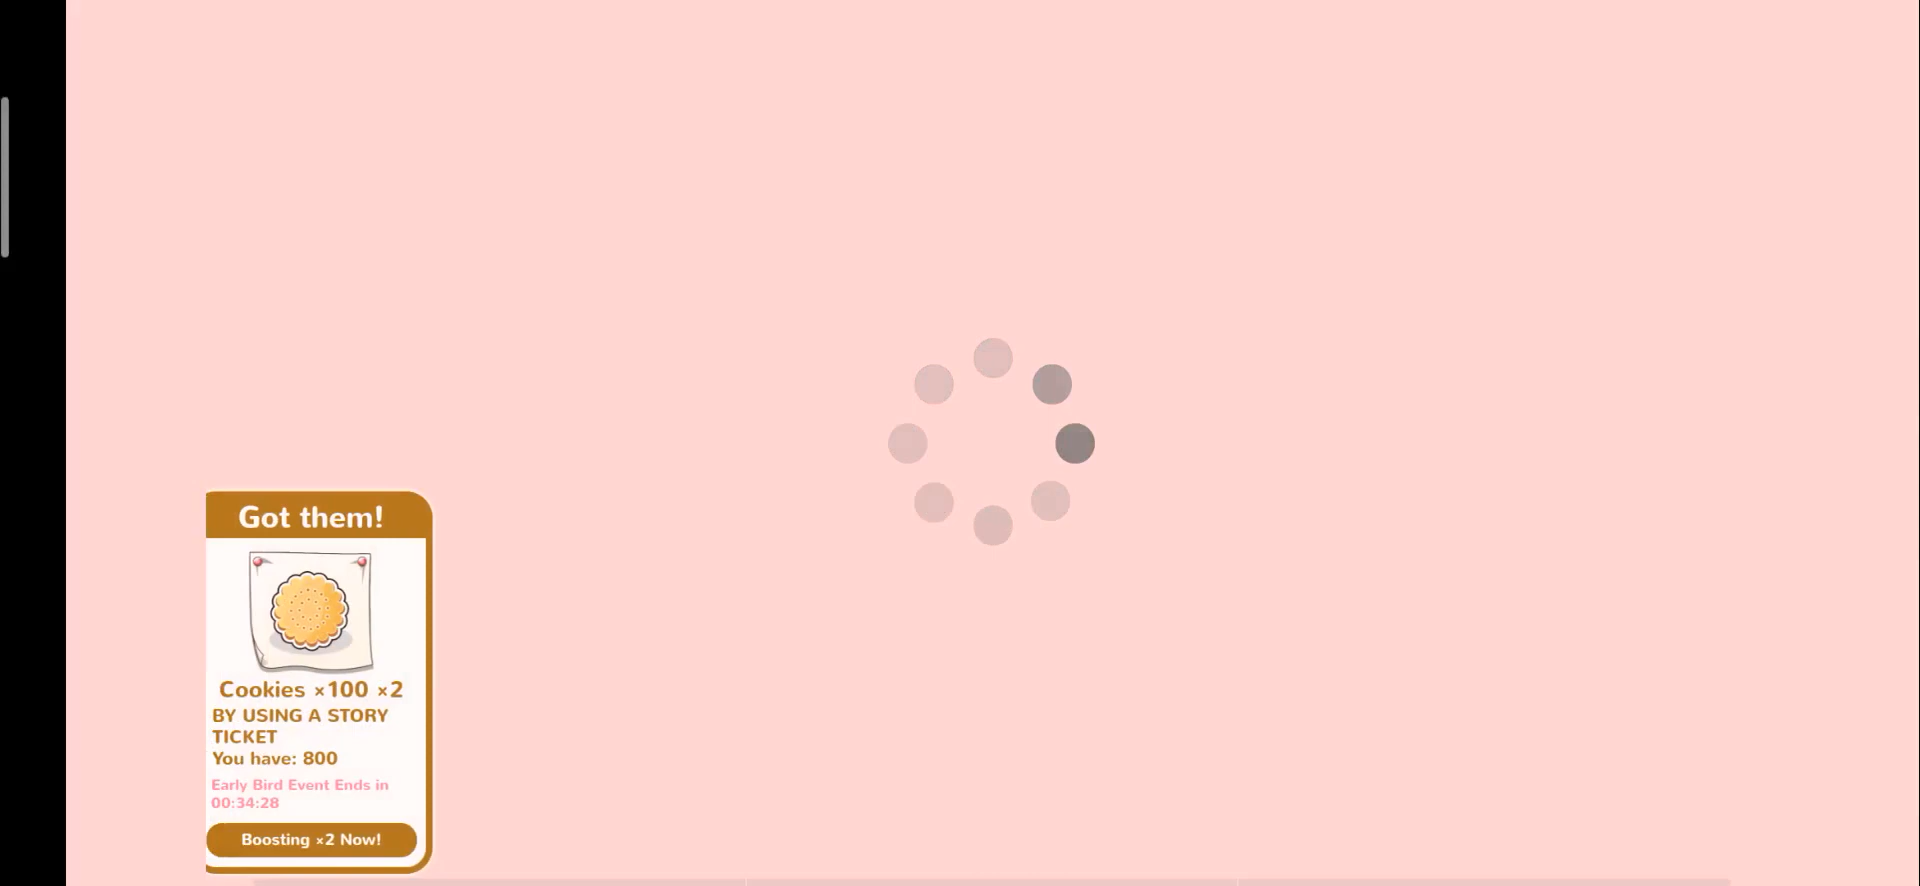 Got them!
Cookies ×100 ×2
BY USING A STORY
TICKET
You have: 800
Early Bird Event Ends in
00:34:28
Boosting ×2 Now!